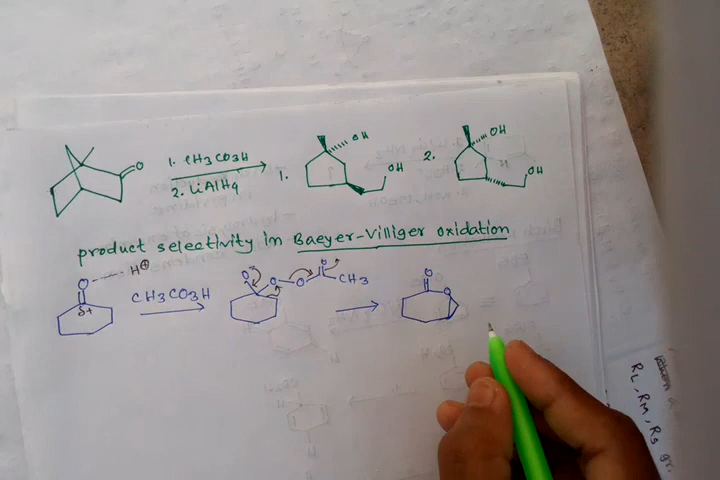 OH OH
O 1. CH3CO3H OH OH
2. LiAlH4 1. 2.
product selectivity in Baeyer-Villiger oxidation
H⊕
O CH3CO3H O⁻ O O O CH3 O O
δ+
RL, RM, Rs gr.